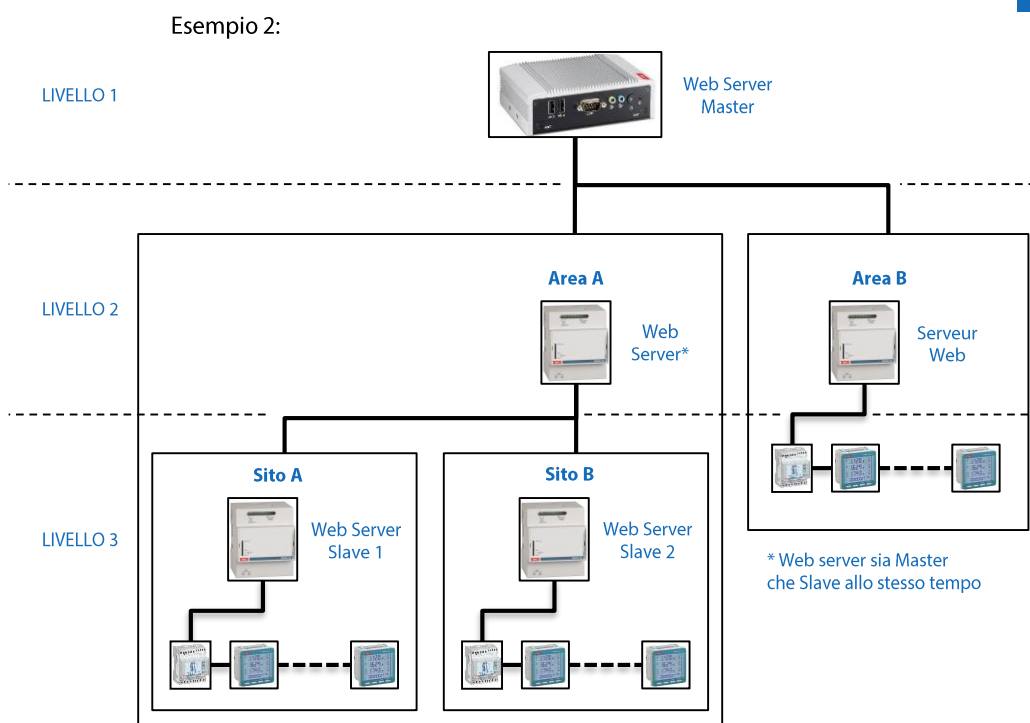 Esempio 2:
LIVELLO 1
Web Server
Master
Area A
Area B
LIVELLO 2
Web
Server*
Serveur
Web
Sito A
Sito B
LIVELLO 3
Web Server
Slave 1
Web Server
Slave 2
* Web server sia Master
che Slave allo stesso tempo